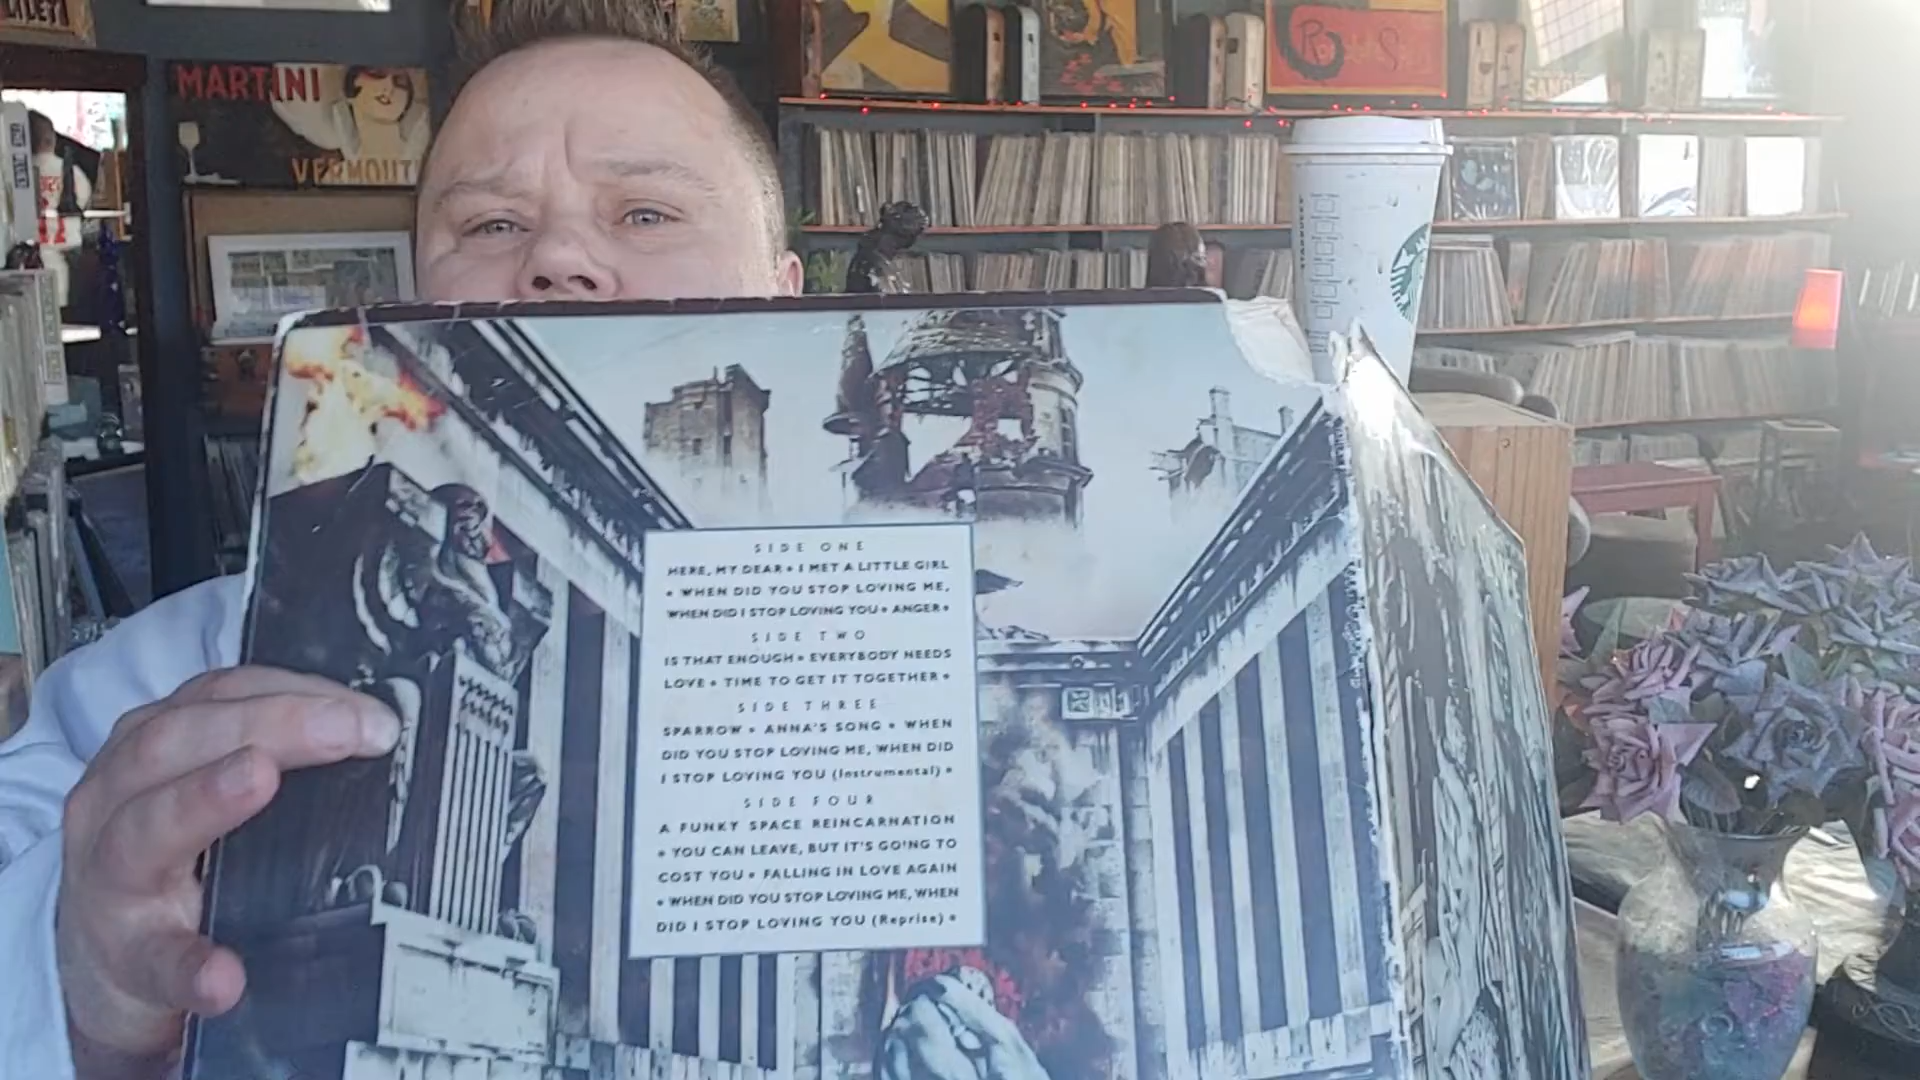 MARTINI
VERMOUT
STARBUCKS
SIDE ONE
HERE, MY DEAR • I MET A LITTLE GIRL
• WHEN DID YOU STOP LOVING ME,
WHEN DID I STOP LOVING YOU • ANGER •
SIDE TWO
IS THAT ENOUGH • EVERYBODY NEEDS
LOVE • TIME TO GET IT TOGETHER •
SIDE THREE
SPARROW • ANNA'S SONG • WHEN
DID YOU STOP LOVING ME, WHEN DID
I STOP LOVING YOU (Instrumental) •
SIDE FOUR
A FUNKY SPACE REINCARNATION
• YOU CAN LEAVE, BUT IT'S GOING TO
COST YOU • FALLING IN LOVE AGAIN
• WHEN DID YOU STOP LOVING ME, WHEN
DID I STOP LOVING YOU (Reprise) •